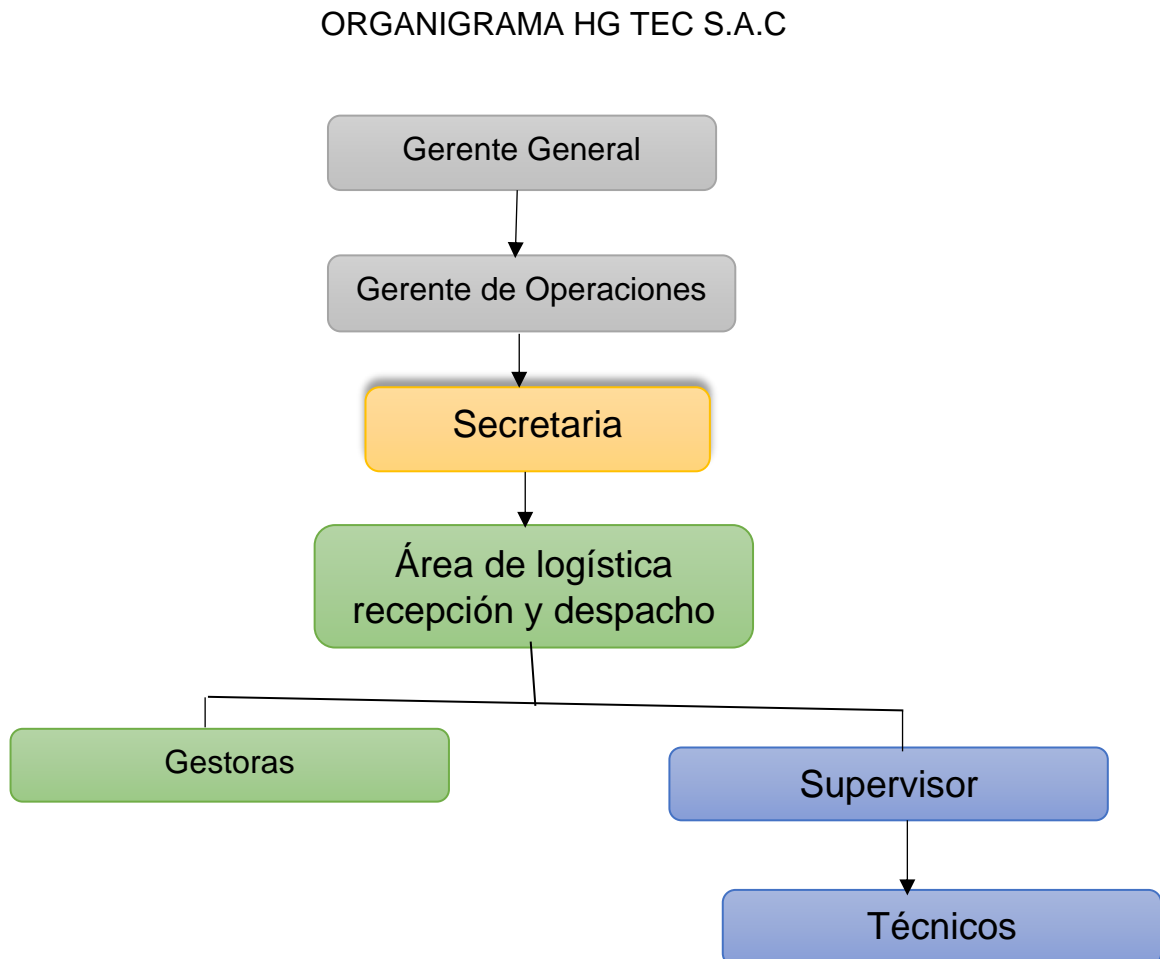 ORGANIGRAMA HG TEC S.A.C
Gerente General
Gerente de Operaciones
Secretaria
Área de logística
recepción y despacho
Gestoras
Supervisor
Técnicos